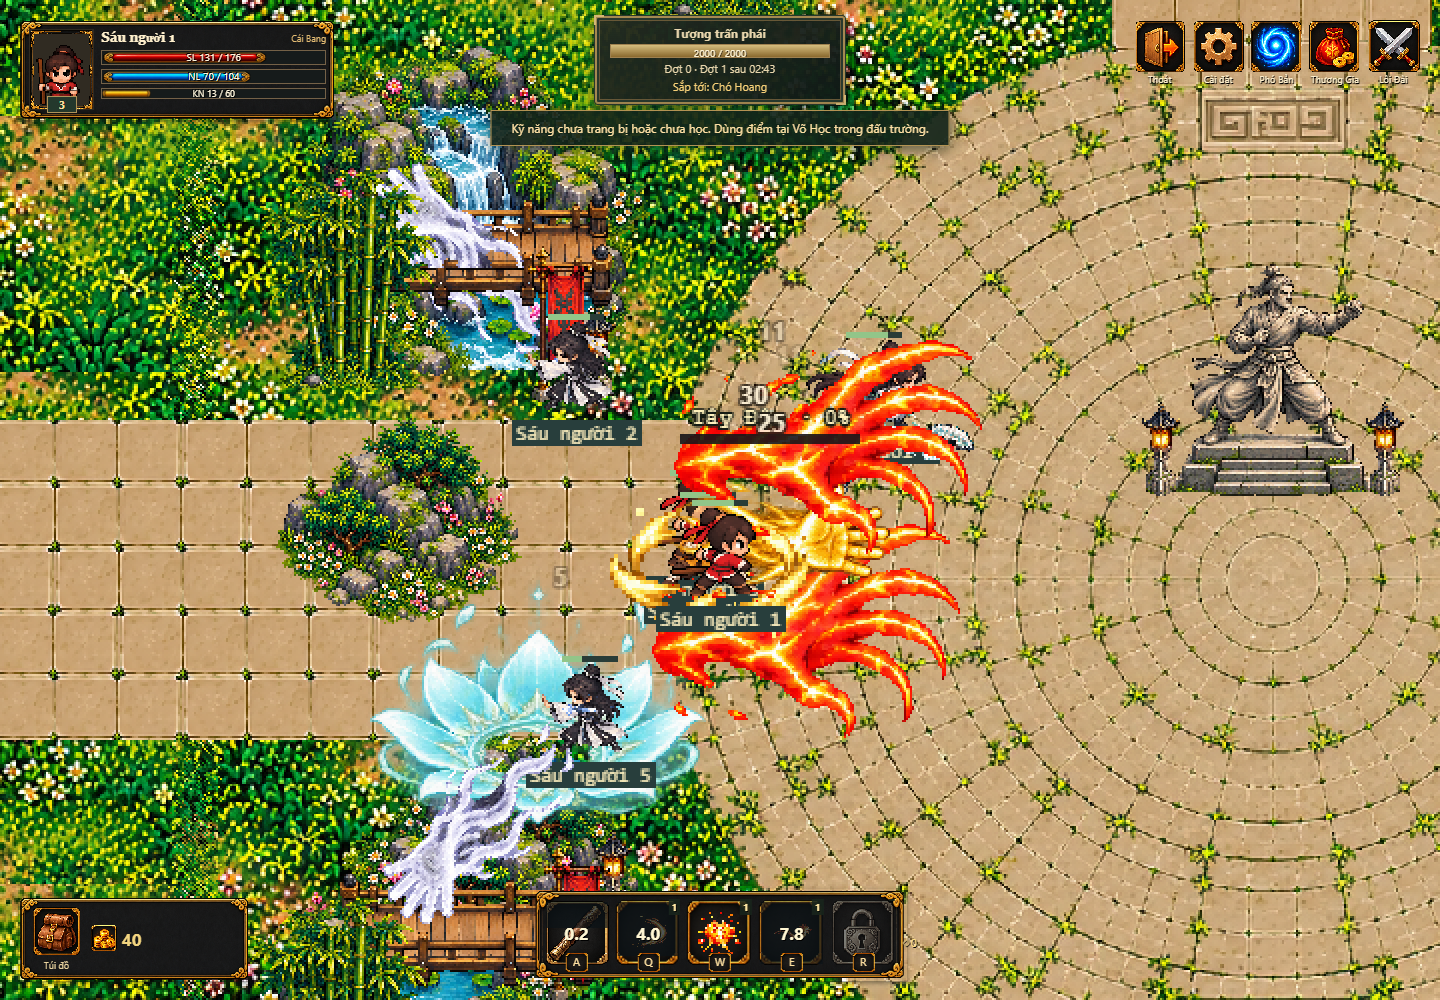 Sáu người 1
Cái Bang
SL 131 / 176
NL 70 / 104
KN 13 / 60
3
Tượng trấn phái
2000 / 2000
Đợt 0 · Đợt 1 sau 02:43
Sắp tới: Chó Hoang
Kỹ năng chưa trang bị hoặc chưa học. Dùng điểm tại Võ Học trong đấu trường.
Thoát
Cài đặt
Phó Bản
Thương Gia
Lôi Đài
11
30
25
0%
Sáu người 2
5
Sáu người 1
Sáu người 5
Túi đồ
40
0.2
A
1
4.0
Q
1
W
1
7.8
E
R